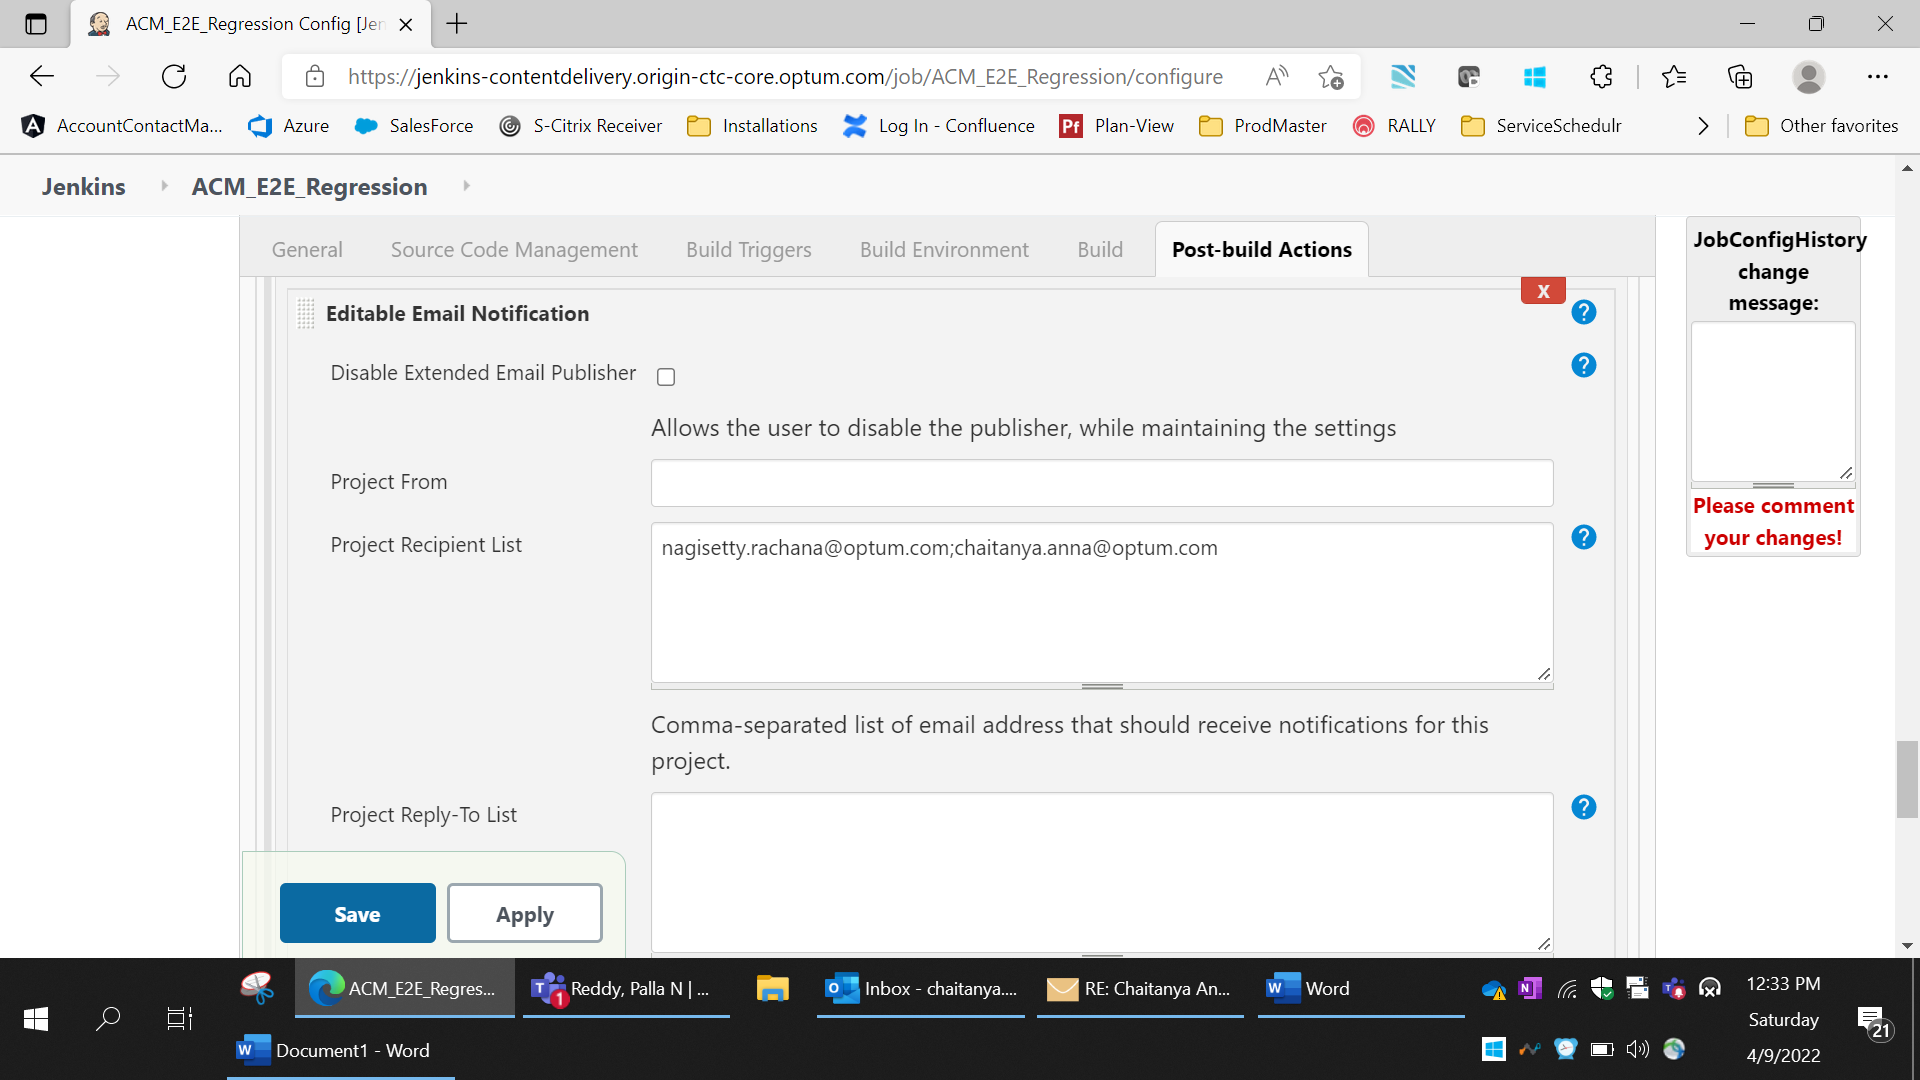 ACM_E2E_Regression Config [Jen
https://jenkins-contentdelivery.origin-ctc-core.optum.com/job/ACM_E2E_Regression/configure
AccountContactMa... Azure SalesForce S-Citrix Receiver Installations Log In - Confluence Pf Plan-View ProdMaster RALLY ServiceSchedulr Other favorites
Jenkins ACM_E2E_Regression
General Source Code Management Build Triggers Build Environment Build Post-build Actions
JobConfigHistory
change
message:
Please comment
your changes!
X
Editable Email Notification ?
Disable Extended Email Publisher ?
Allows the user to disable the publisher, while maintaining the settings
Project From
Project Recipient List nagisetty.rachana@optum.com;chaitanya.anna@optum.com ?
Comma-separated list of email address that should receive notifications for this
project.
Project Reply-To List ?
Save Apply
ACM_E2E_Regres... 1 Reddy, Palla N | ... Inbox - chaitanya.... RE: Chaitanya An... Word
Document1 - Word
12:33 PM
Saturday
4/9/2022
21